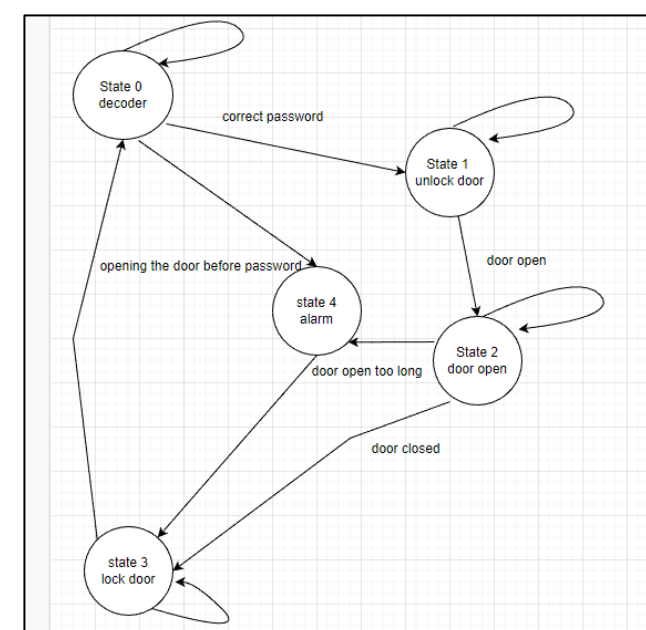 State 0
decoder
correct password
State 1
unlock door
door open
opening the door before password
state 4
alarm
State 2
door open
door open too long
door closed
state 3
lock door